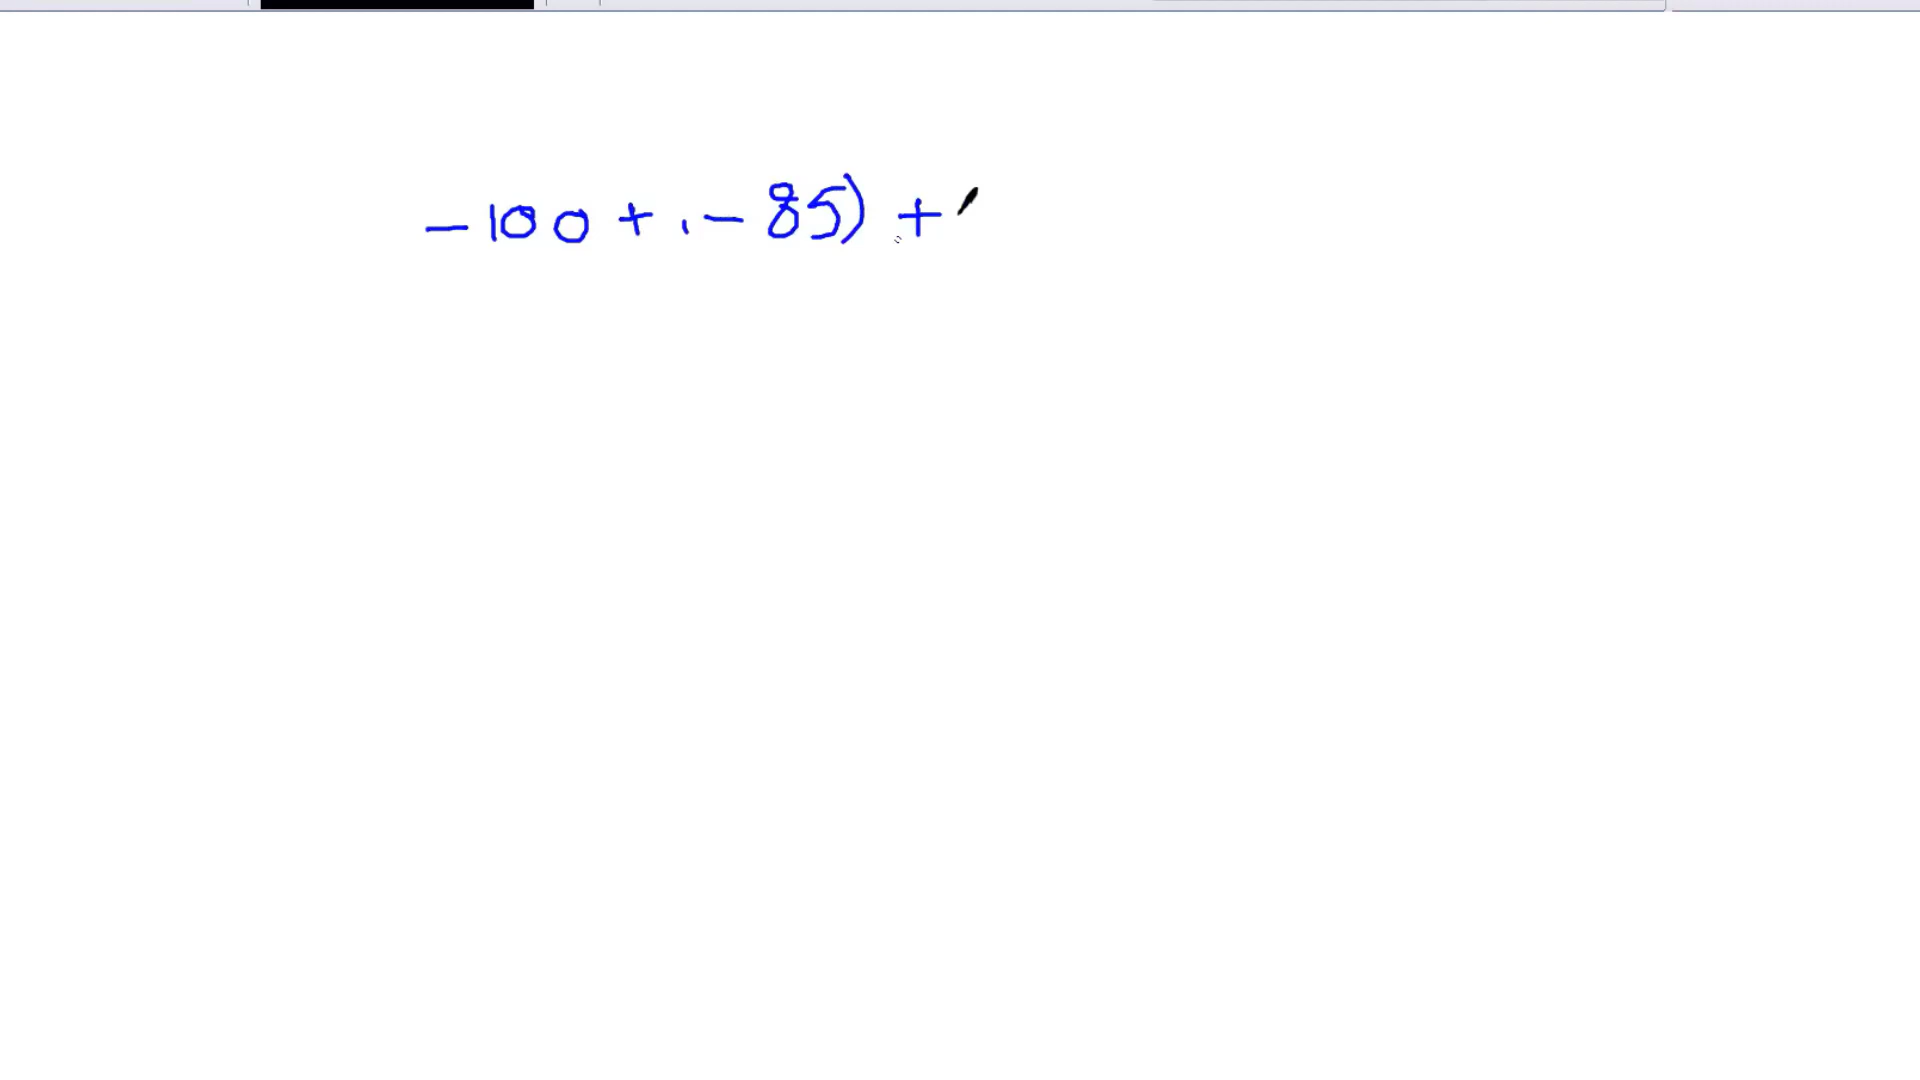 -100 + . - 85) +